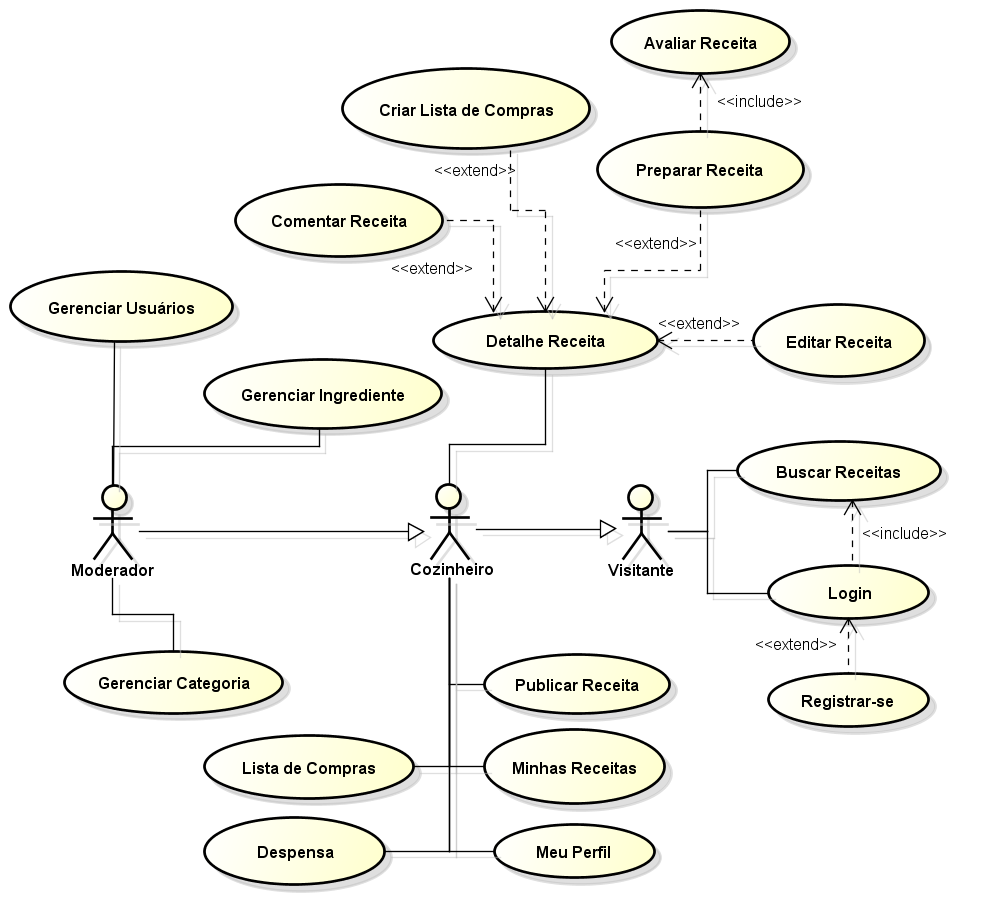 Avaliar Receita
<<include>>
Criar Lista de Compras
<<extend>>
Preparar Receita
Comentar Receita
<<extend>>
<<extend>>
Gerenciar Usuários
<<extend>>
Detalhe Receita
Editar Receita
Gerenciar Ingrediente
Buscar Receitas
<<include>>
Moderador
Cozinheiro
Visitante
Login
<<extend>>
Gerenciar Categoria
Publicar Receita
Registrar-se
Lista de Compras
Minhas Receitas
Despensa
Meu Perfil